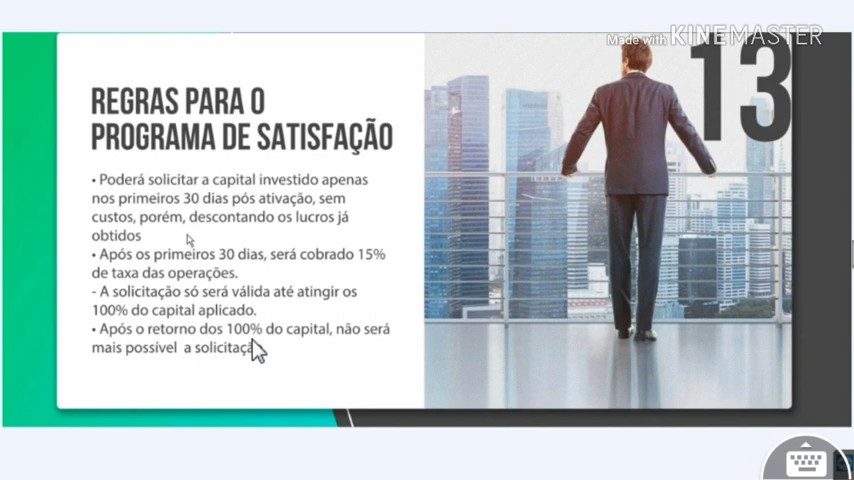 Made with KINEMASTER
13
REGRAS PARA O
PROGRAMA DE SATISFAÇÃO
• Poderá solicitar a capital investido apenas
nos primeiros 30 dias pós ativação, sem
custos, porém, descontando os lucros já
obtidos
• Após os primeiros 30 dias, será cobrado 15%
de taxa das operações.
- A solicitação só será válida até atingir os
100% do capital aplicado.
• Após o retorno dos 100% do capital, não será
mais possível a